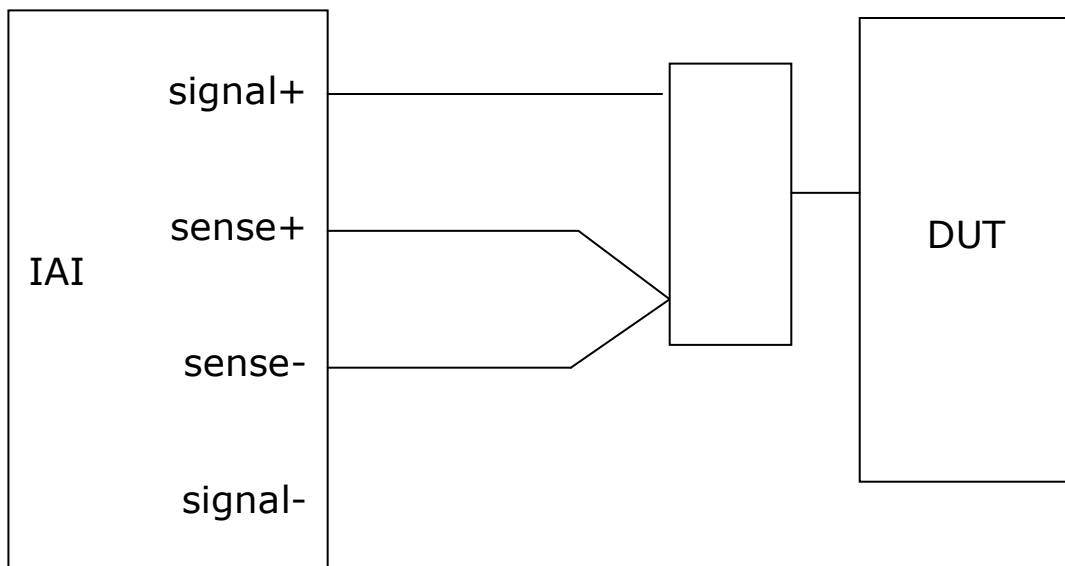 signal+
sense+
IAI
DUT
sense-
signal-